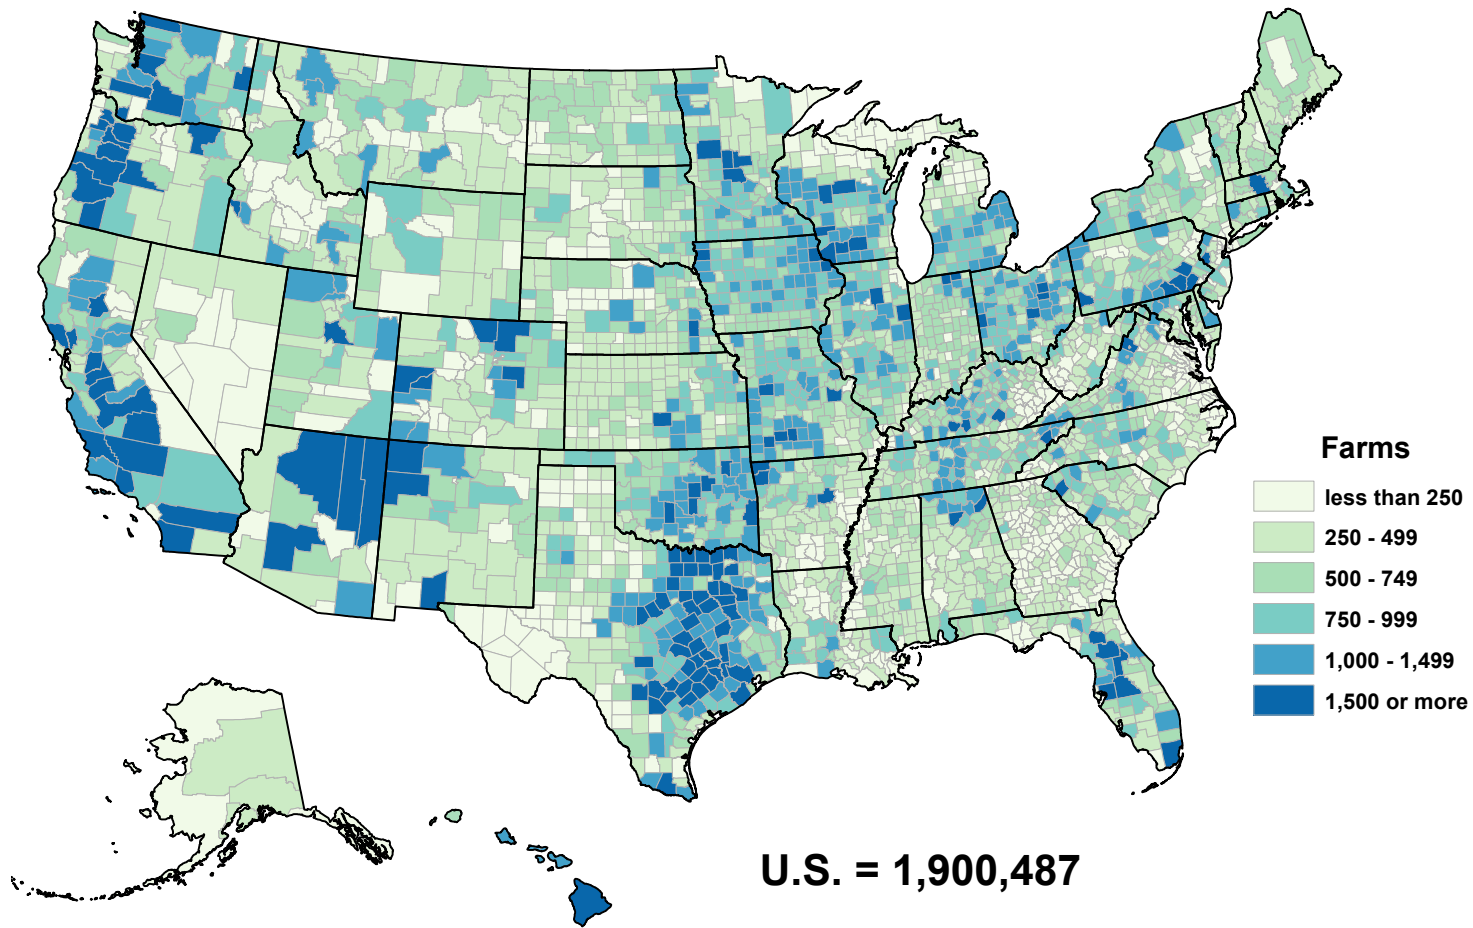 Farms
less than 250
250 - 499
500 - 749
750 - 999
1,000 - 1,499
1,500 or more
U.S. = 1,900,487